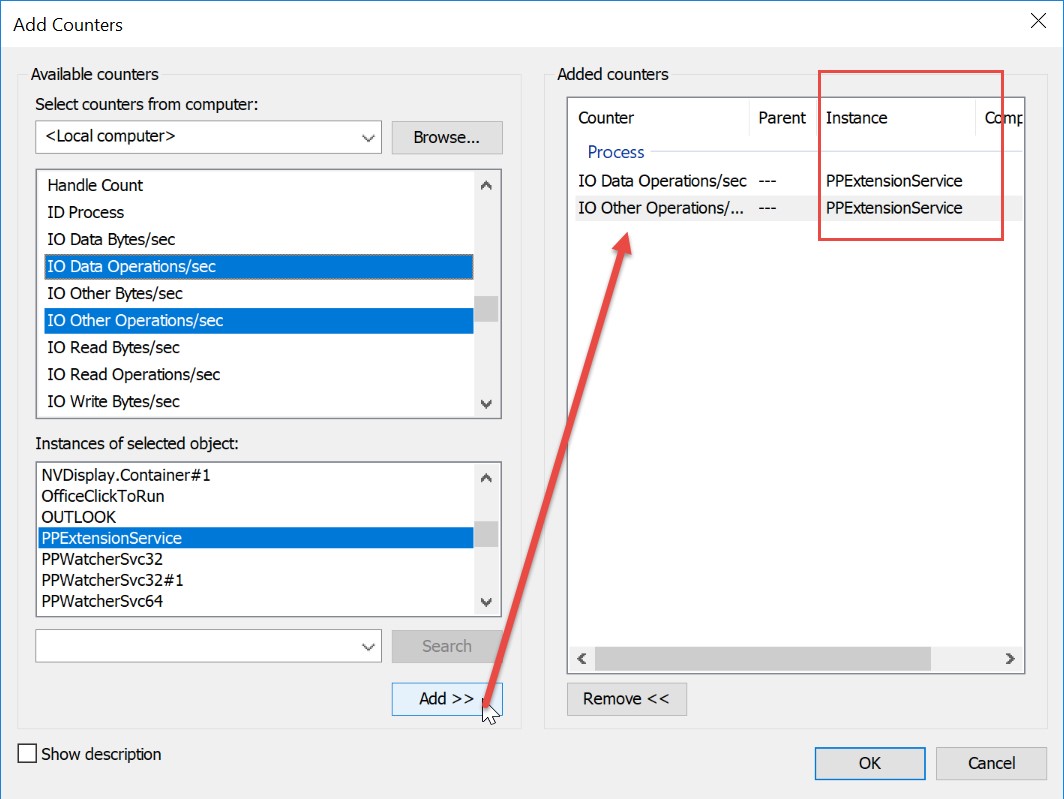 Add Counters
Available counters
Select counters from computer:
<Local computer>
Browse...
Handle Count
ID Process
IO Data Bytes/sec
IO Data Operations/sec
IO Other Bytes/sec
IO Other Operations/sec
IO Read Bytes/sec
IO Read Operations/sec
IO Write Bytes/sec
Instances of selected object:
NVDisplay.Container#1
OfficeClickToRun
OUTLOOK
PPExtensionService
PPWatcherSvc32
PPWatcherSvc32#1
PPWatcherSvc64
Search
Add >>
Show description
Added counters
Counter Parent Instance Comp
Process
IO Data Operations/sec --- PPExtensionService
IO Other Operations/... --- PPExtensionService
Remove <<
OK Cancel